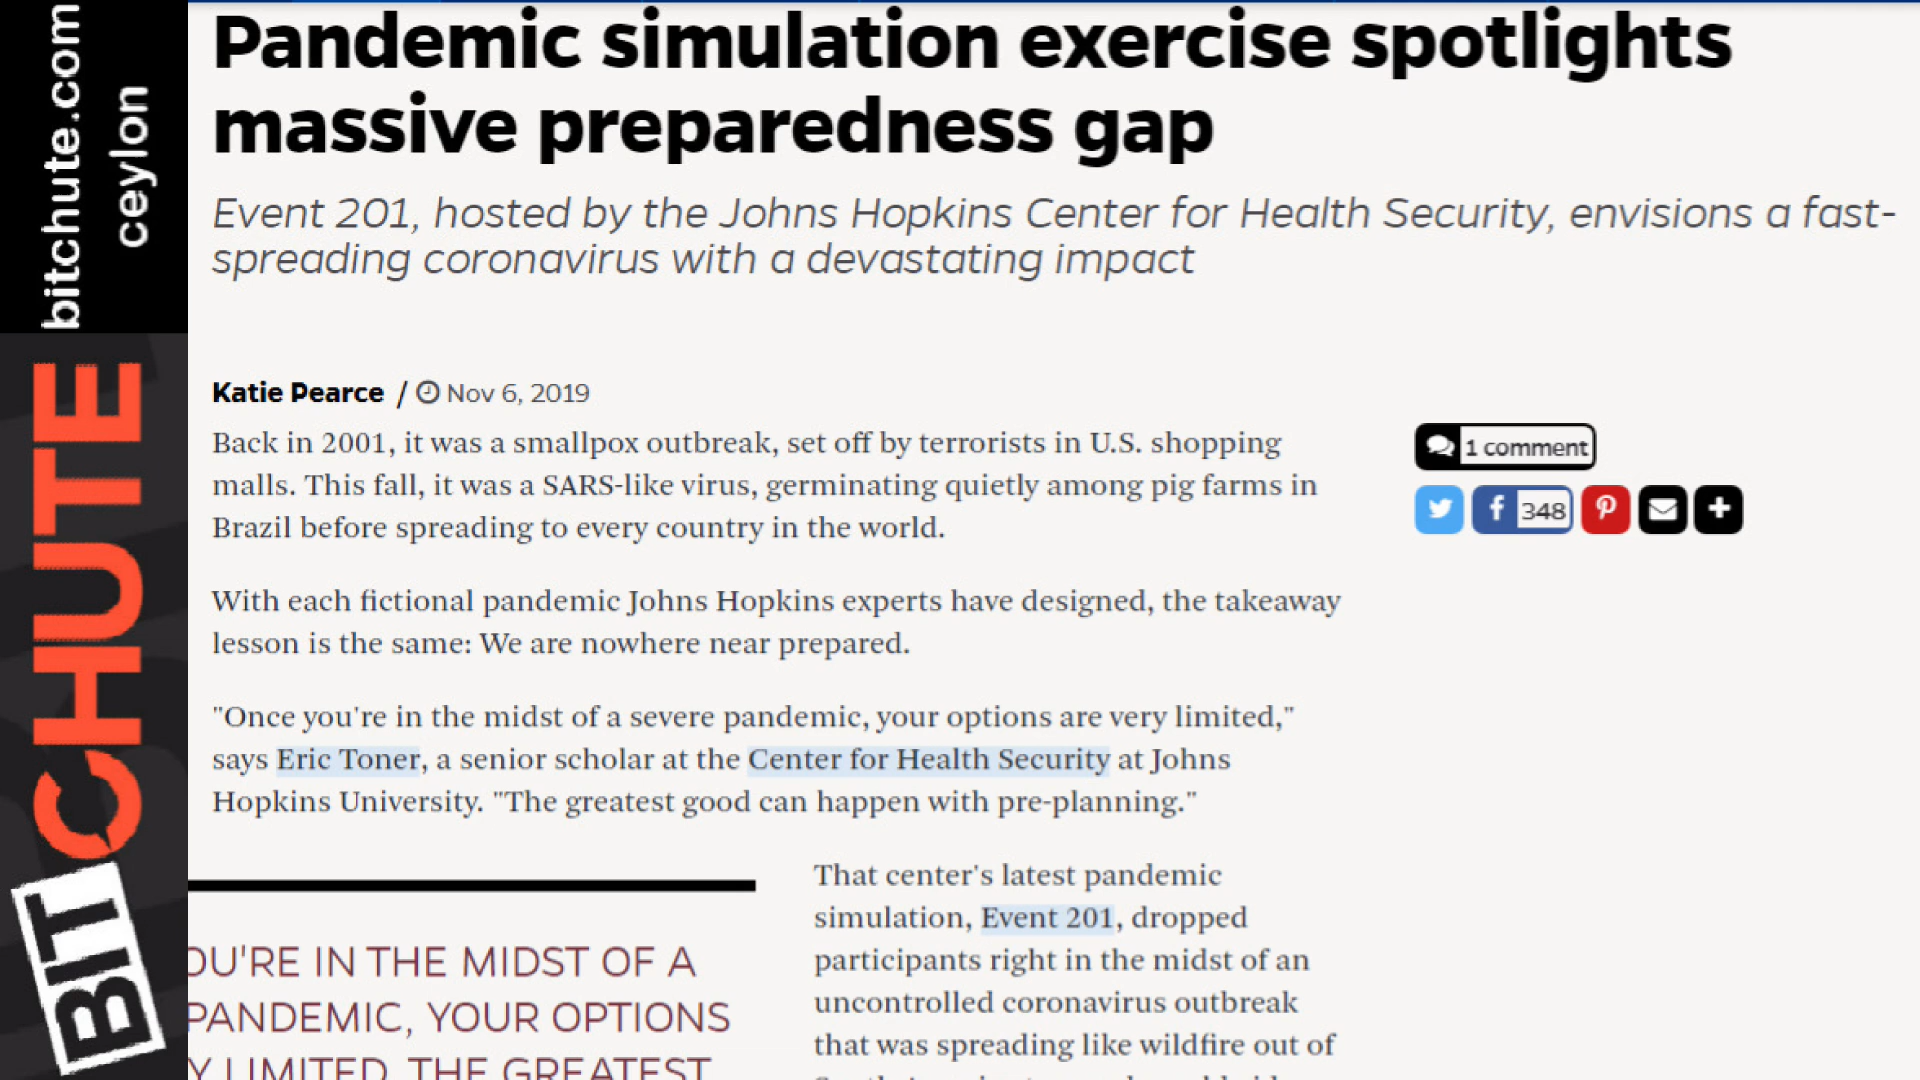 bitchute.com
ceylon
BITCHUTE
Pandemic simulation exercise spotlights
massive preparedness gap
Event 201, hosted by the Johns Hopkins Center for Health Security, envisions a fast-
spreading coronavirus with a devastating impact
Katie Pearce / Nov 6, 2019
Back in 2001, it was a smallpox outbreak, set off by terrorists in U.S. shopping
malls. This fall, it was a SARS-like virus, germinating quietly among pig farms in
Brazil before spreading to every country in the world.
1 comment
348
With each fictional pandemic Johns Hopkins experts have designed, the takeaway
lesson is the same: We are nowhere near prepared.
"Once you're in the midst of a severe pandemic, your options are very limited,"
says Eric Toner, a senior scholar at the Center for Health Security at Johns
Hopkins University. "The greatest good can happen with pre-planning."
OU'RE IN THE MIDST OF A
PANDEMIC, YOUR OPTIONS
Y LIMITED. THE GREATEST
That center's latest pandemic
simulation, Event 201, dropped
participants right in the midst of an
uncontrolled coronavirus outbreak
that was spreading like wildfire out of